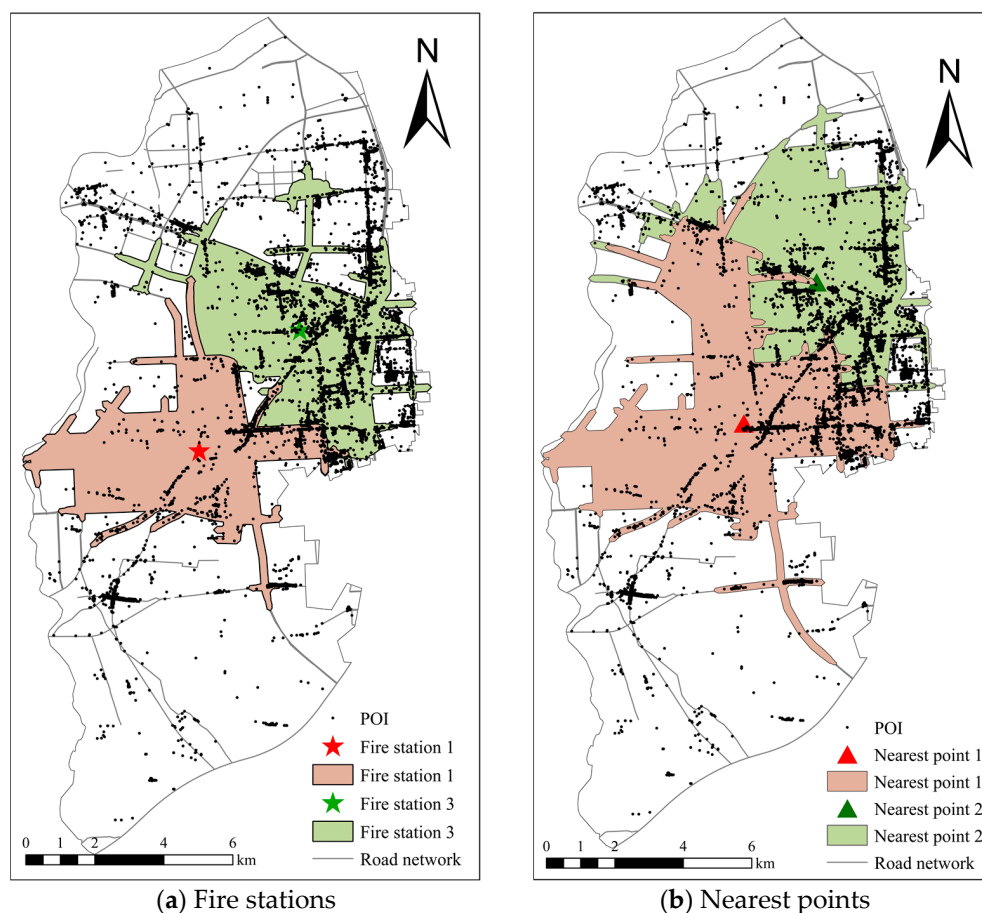 N
POI
Fire station 1
Fire station 1
Fire station 3
Fire station 3
Road network
0 1 2 4 6
km
(a) Fire stations
N
POI
Nearest point 1
Nearest point 1
Nearest point 2
Nearest point 2
Road network
0 1 2 4 6
km
(b) Nearest points